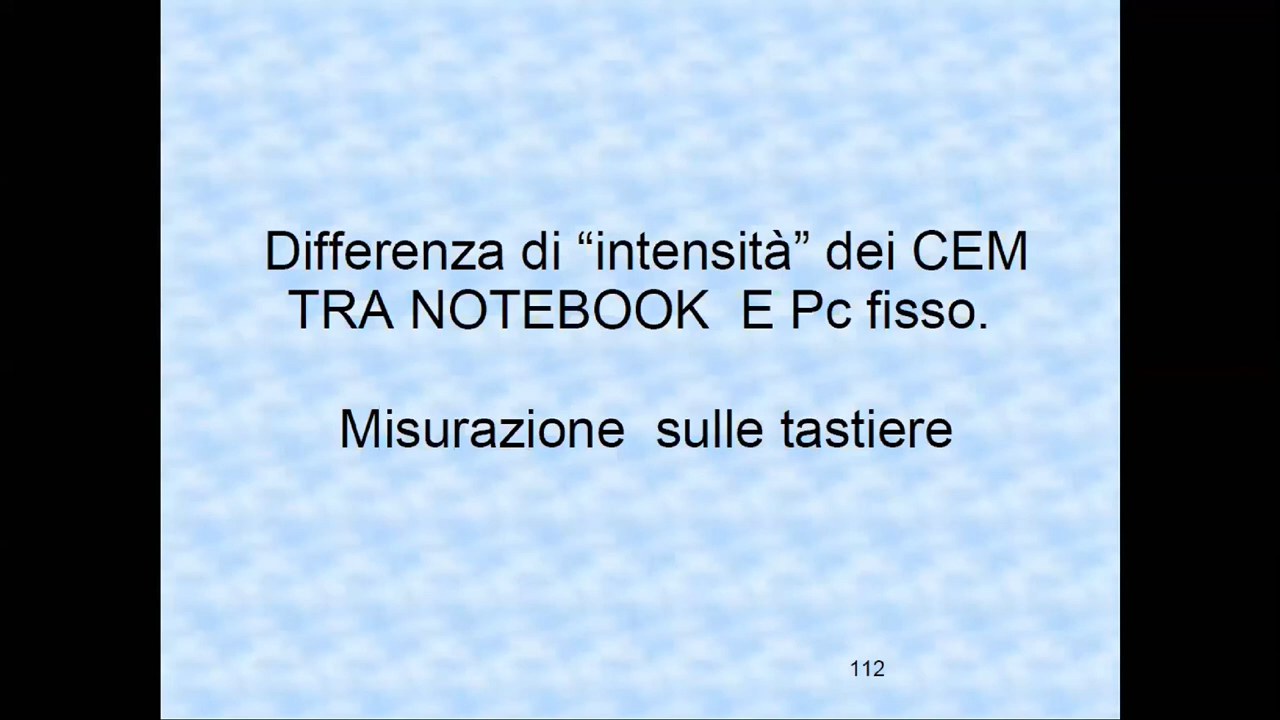 Differenza di “intensità” dei CEM
TRA NOTEBOOK  E Pc fisso.
Misurazione  sulle tastiere
112